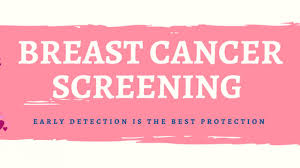 BREAST CANCER
SCREENING
EARLY DETECTION IS THE BEST PROTECTION